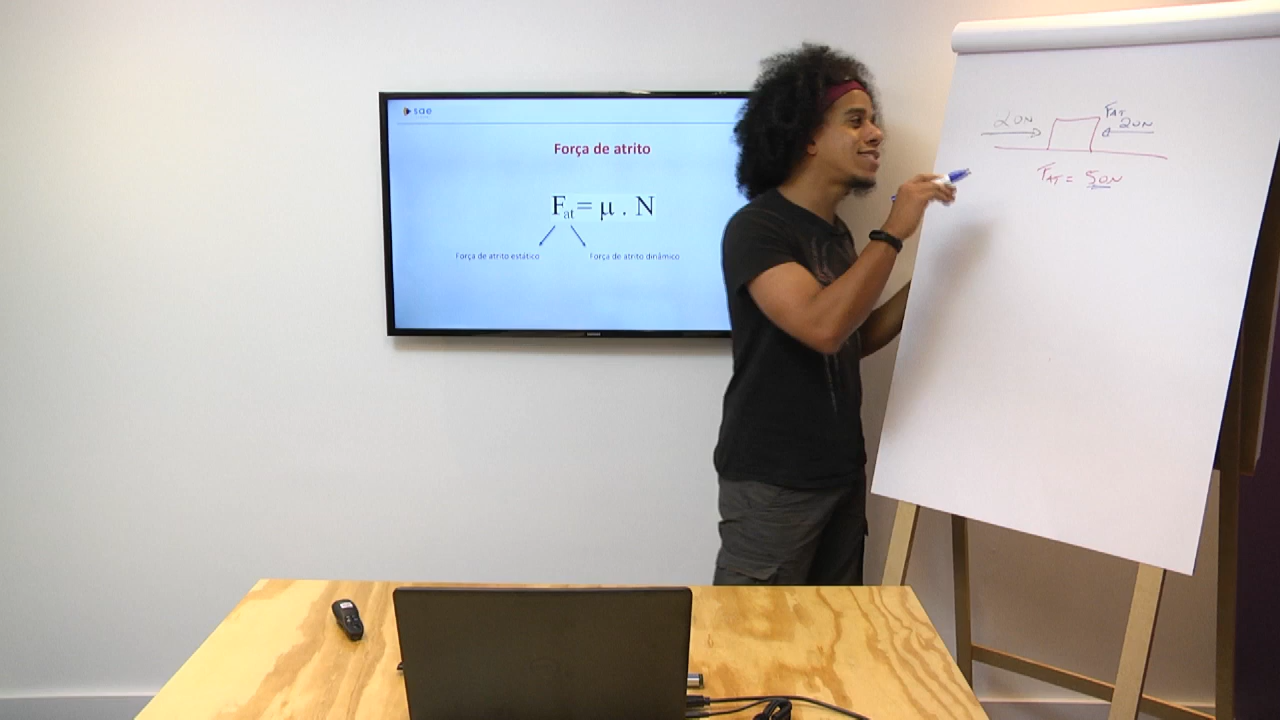 sae
Força de atrito
Fat = μ . N
Força de atrito estático
Força de atrito dinâmico
20N
FAT
20N
FAT = 50N